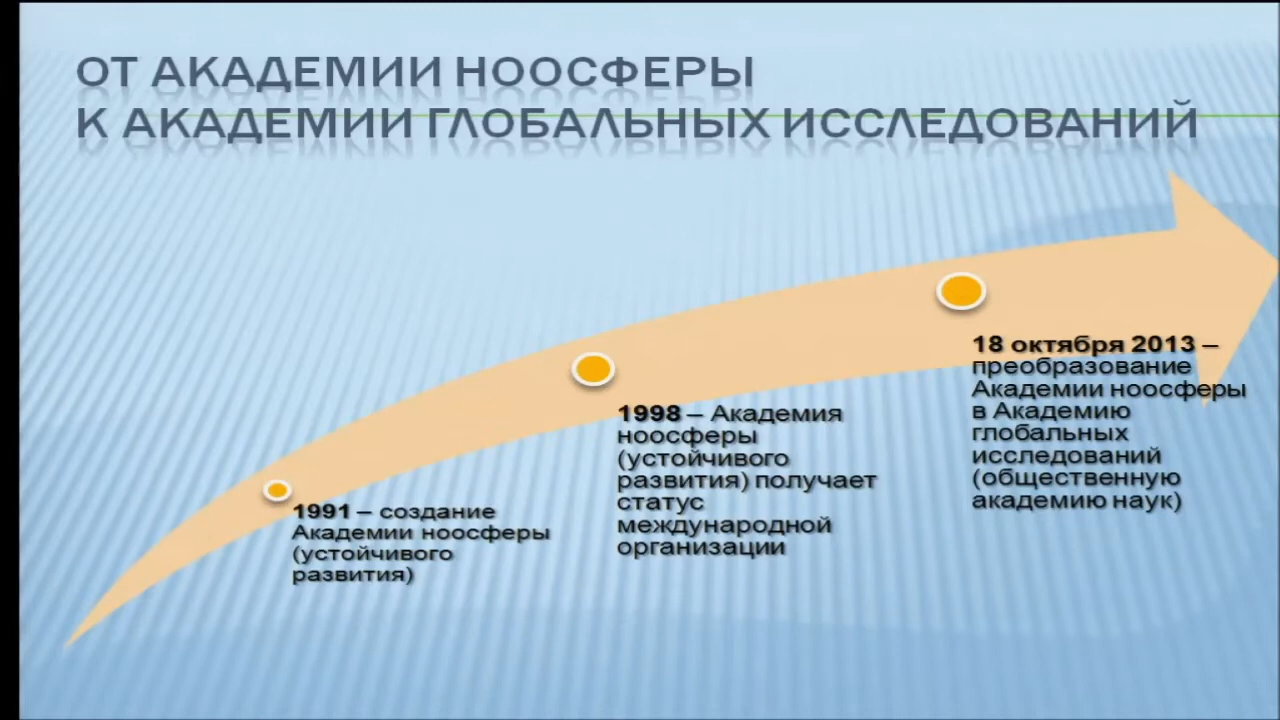 ОТ АКАДЕМИИ НООСФЕРЫ
К АКАДЕМИИ ГЛОБАЛЬНЫХ ИССЛЕДОВАНИЙ
1991 – создание
Академии ноосферы
(устойчивого
развития)
1998 – Академия
ноосферы
(устойчивого
развития) получает
статус
международной
организации
18 октября 2013 –
преобразование
Академии ноосферы
в Академию
глобальных
исследований
(общественную
академию наук)